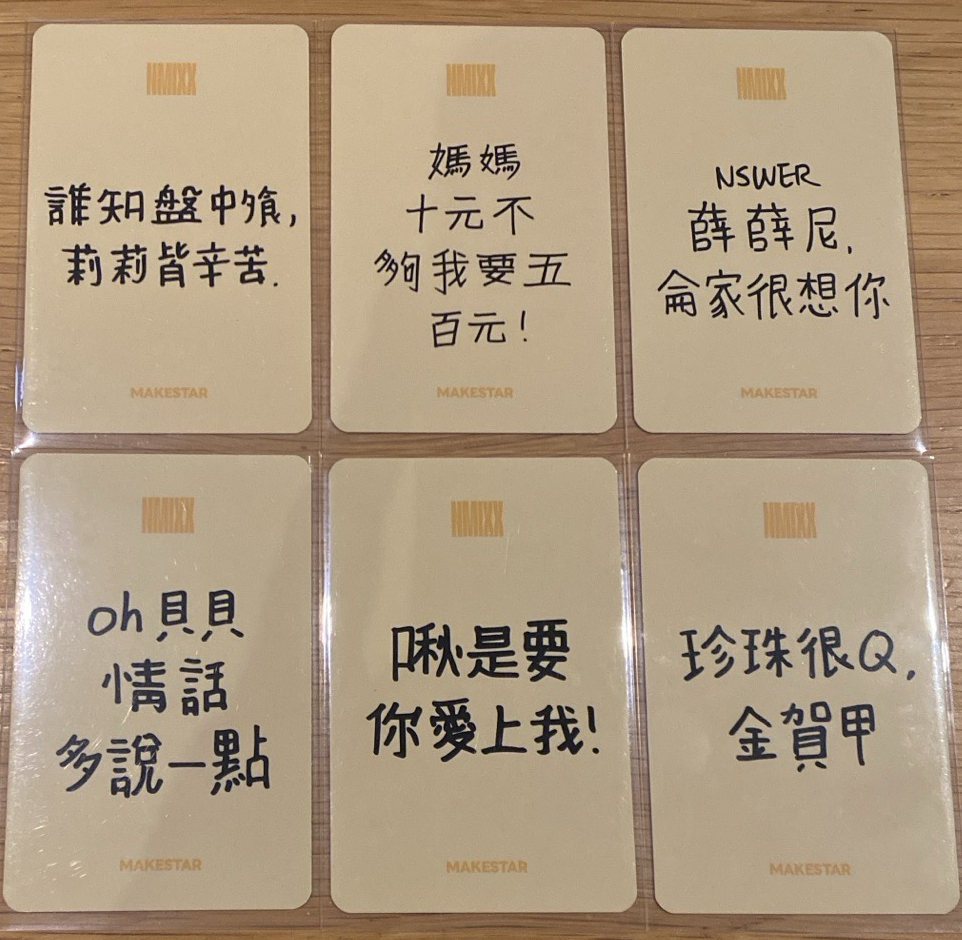 NMIXX
誰知盤中飧,
莉莉皆辛苦.
MAKESTAR
NMIXX
媽媽
十元不
夠我要五
百元!
MAKESTAR
NMIXX
NSWER
薛薛尼,
侖家很想你
MAKESTAR
NMIXX
oh貝貝
情話
多說一點
MAKESTAR
NMIXX
啾是要
你愛上我!
MAKESTAR
NMIXX
珍珠很Q,
金賀甲
MAKESTAR